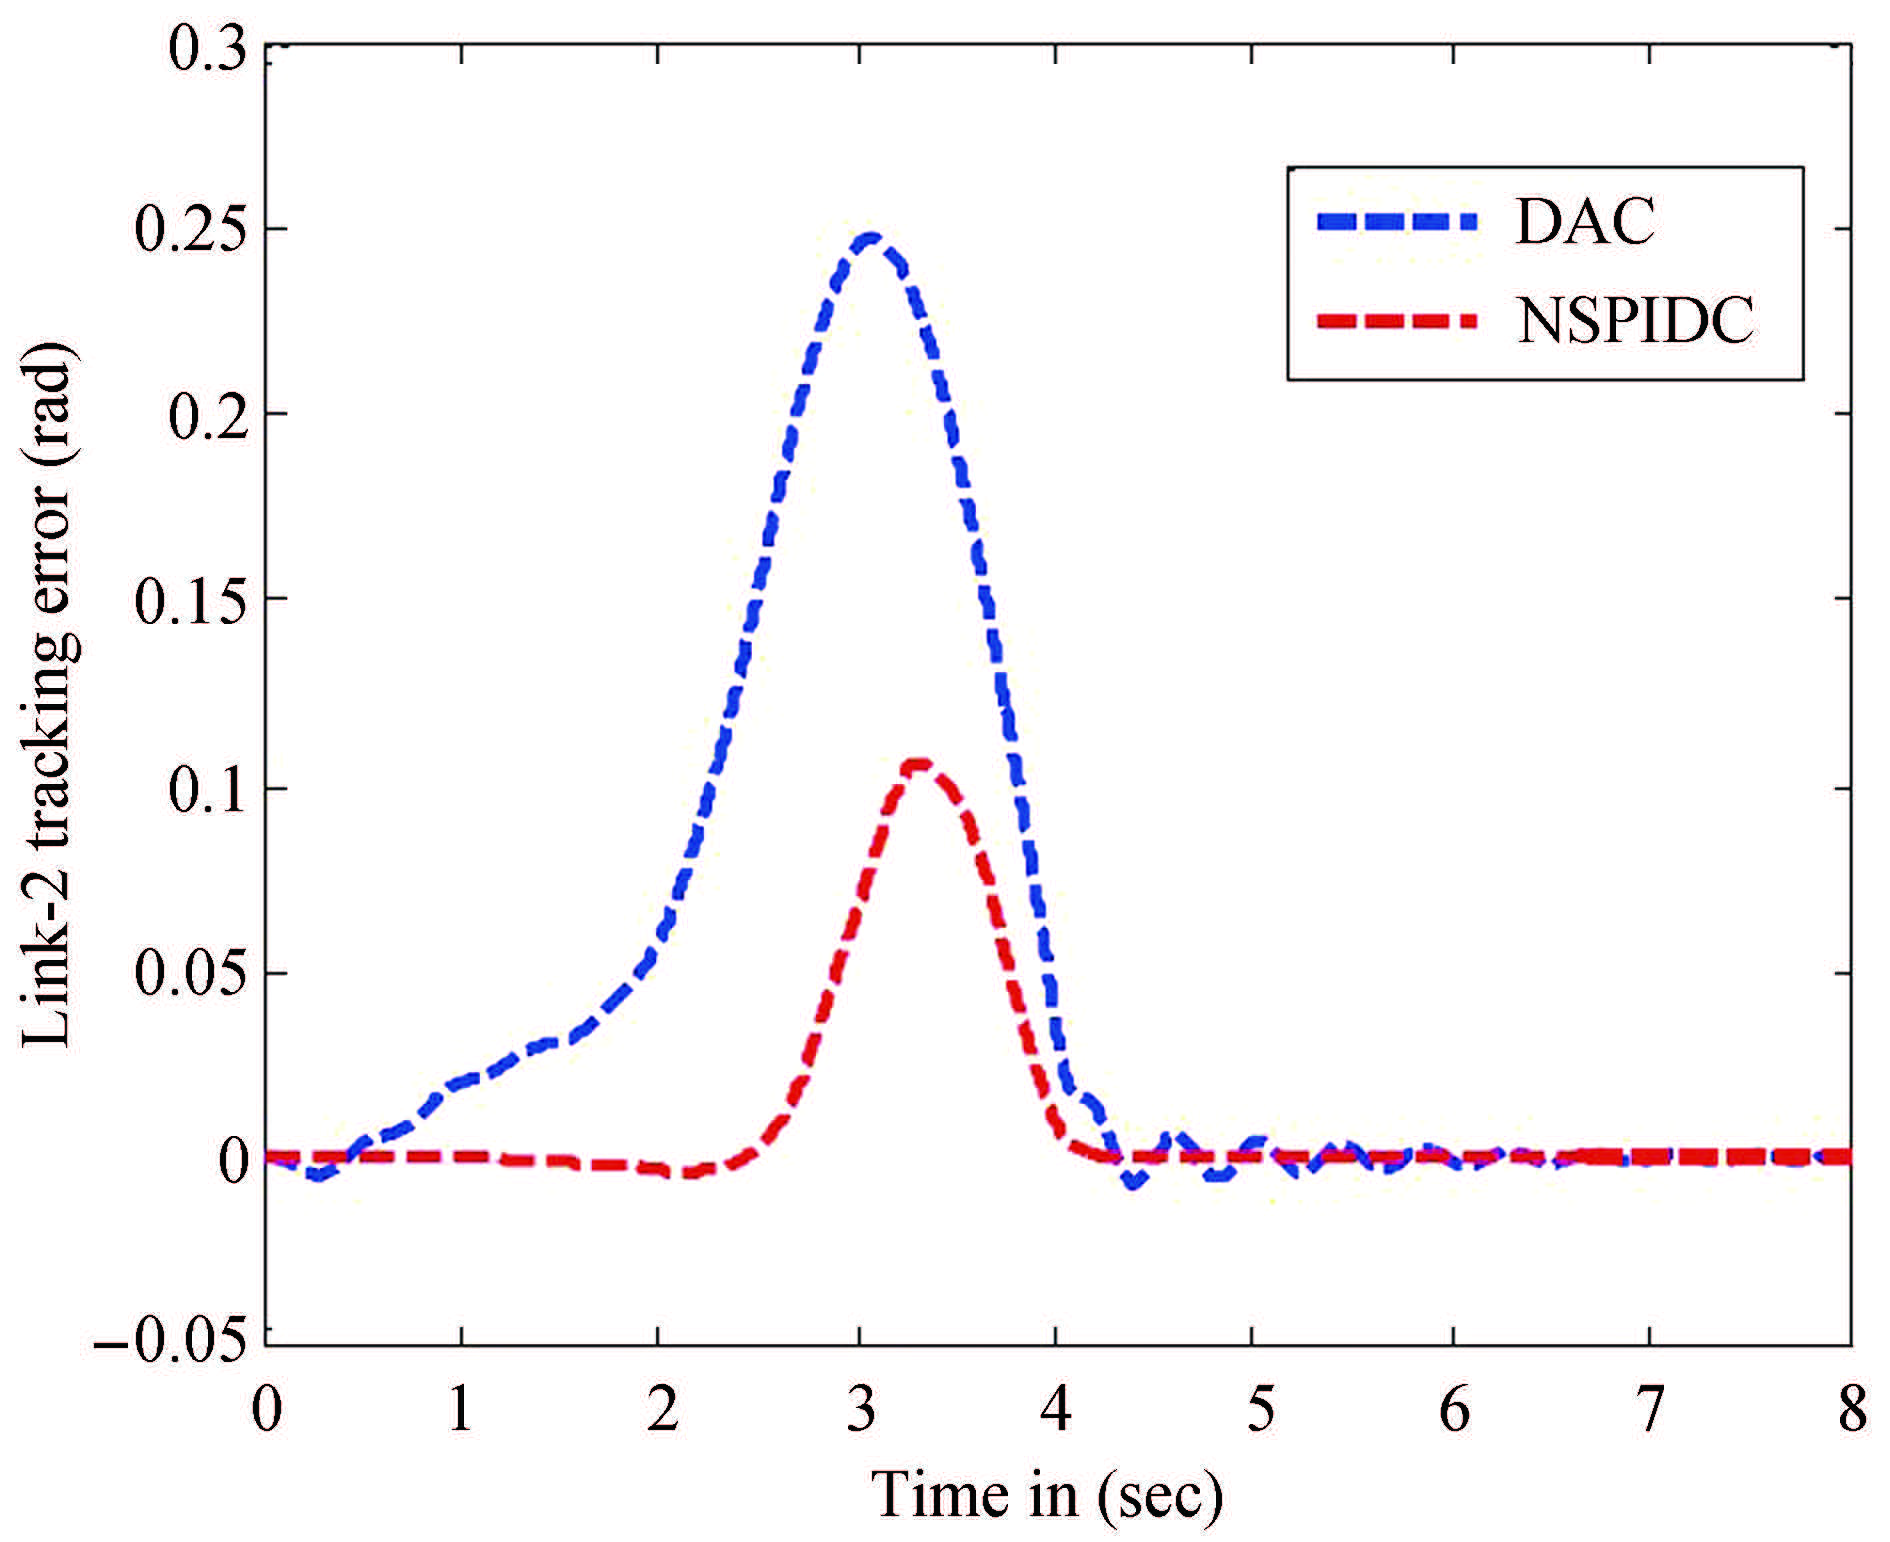 0.3
0.25
0.2
0.15
0.1
0.05
0
−0.05
Link-2 tracking error (rad)
DAC
NSPIDC
0 1 2 3 4 5 6 7 8
Time in (sec)